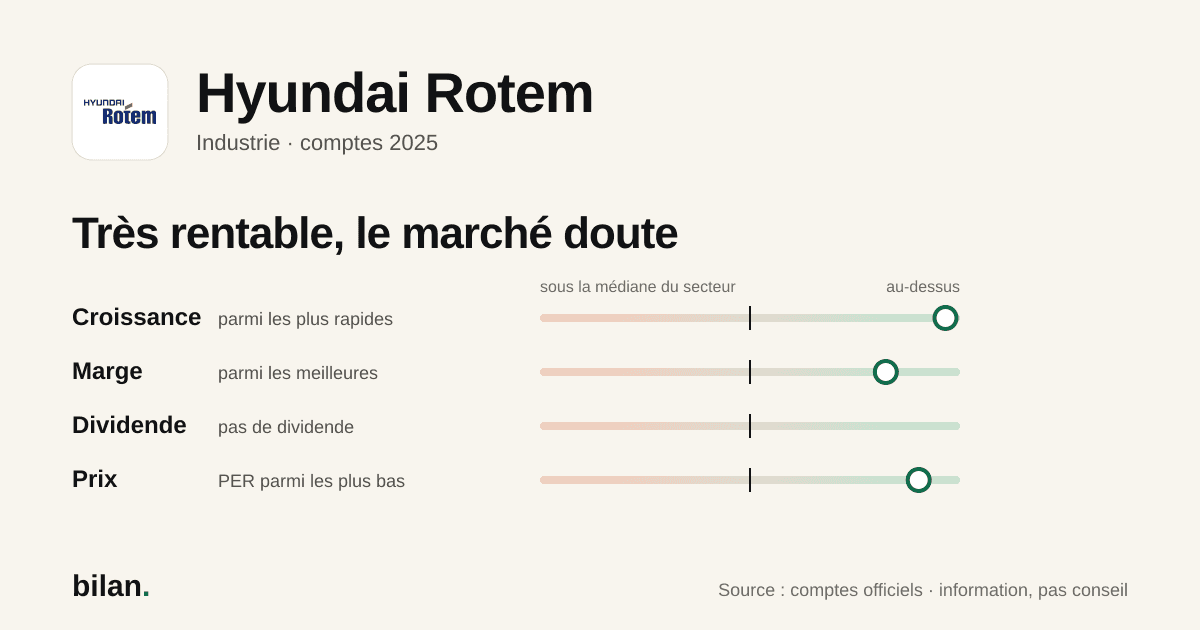 HYUNDAI
Rotem
Hyundai Rotem
Industrie · comptes 2025
Très rentable, le marché doute
sous la médiane du secteur au-dessus
Croissance parmi les plus rapides
Marge parmi les meilleures
Dividende pas de dividende
Prix PER parmi les plus bas
bilan.
Source : comptes officiels · information, pas conseil